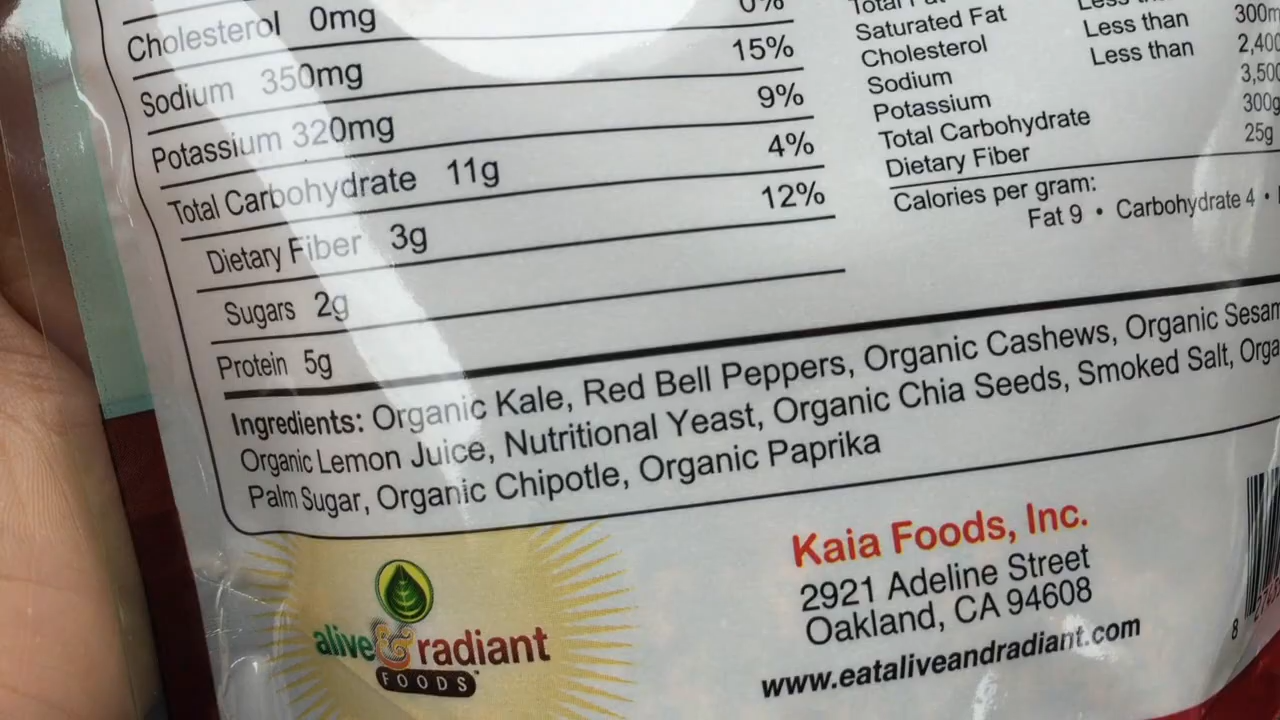 Cholesterol 0mg 0%
Sodium 350mg 15%
Potassium 320mg 9%
Total Carbohydrate 11g 4%
Dietary Fiber 3g 12%
Sugars 2g
Protein 5g
Total
Saturated Fat Less than
Cholesterol Less than 300m
Sodium Less than 2,400
Potassium 3,500
Total Carbohydrate 300g
Dietary Fiber 25g
Calories per gram:
Fat 9 • Carbohydrate 4 •
Ingredients: Organic Kale, Red Bell Peppers, Organic Cashews, Organic Sesam
Organic Lemon Juice, Nutritional Yeast, Organic Chia Seeds, Smoked Salt, Orga
Palm Sugar, Organic Chipotle, Organic Paprika
alive & radiant
FOODS
Kaia Foods, Inc.
2921 Adeline Street
Oakland, CA 94608
www.eataliveandradiant.com
8